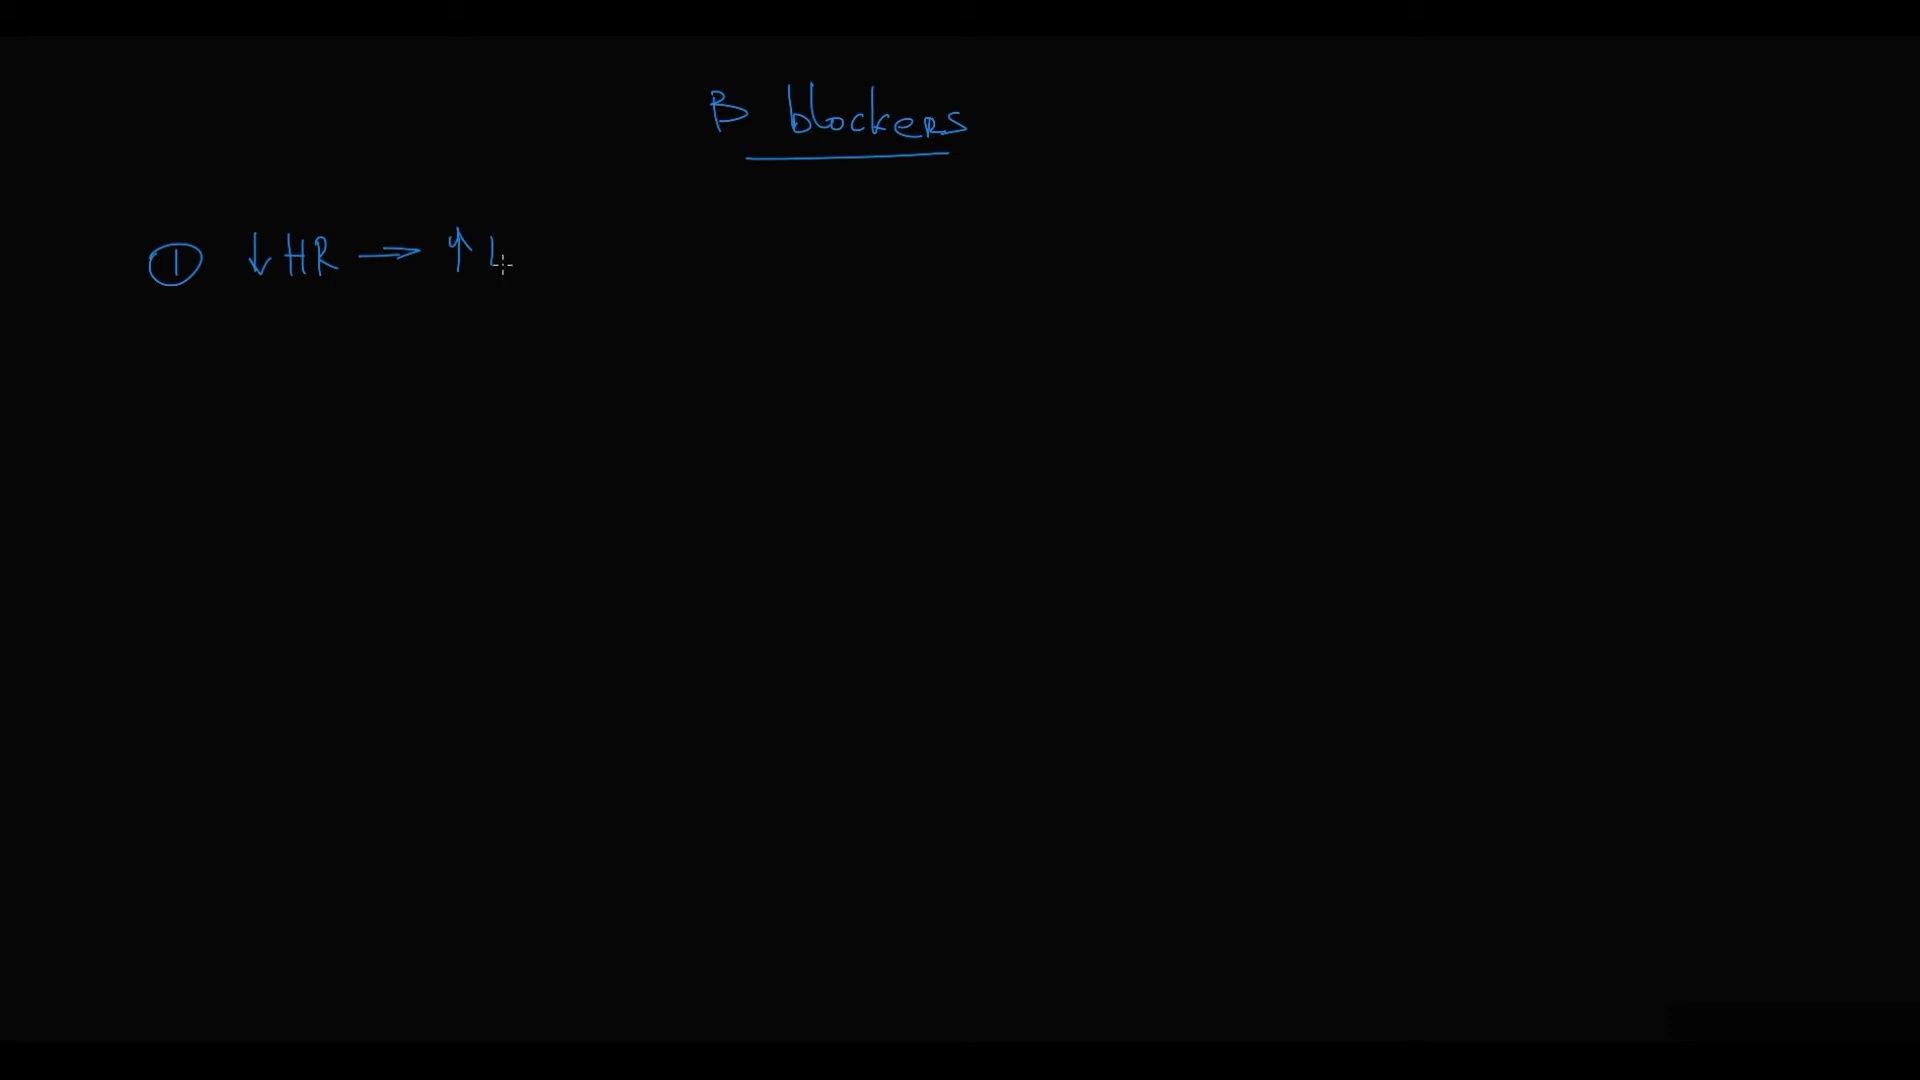 B blockers
① ↓ HR → ↑